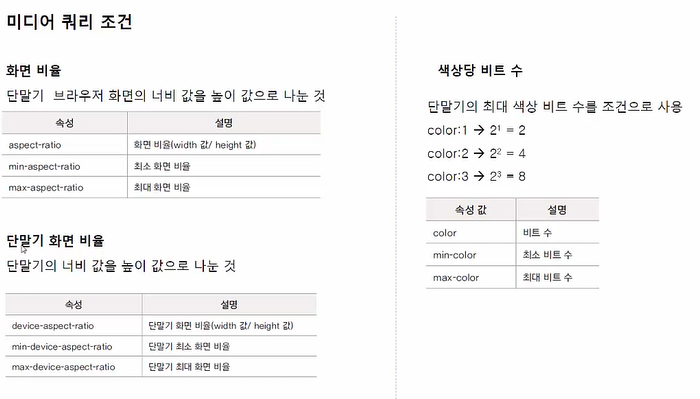 미디어 쿼리 조건
화면 비율
단말기 브라우저 화면의 너비 값을 높이 값으로 나눈 것
속성 설명
aspect-ratio 화면 비율(width 값/ height 값)
min-aspect-ratio 최소 화면 비율
max-aspect-ratio 최대 화면 비율
단말기 화면 비율
단말기의 너비 값을 높이 값으로 나눈 것
속성 설명
device-aspect-ratio 단말기 화면 비율(width 값/ height 값)
min-device-aspect-ratio 단말기 최소 화면 비율
max-device-aspect-ratio 단말기 최대 화면 비율
색상당 비트 수
단말기의 최대 색상 비트 수를 조건으로 사용
color:1 → 2¹ = 2
color:2 → 2² = 4
color:3 → 2³ = 8
속성 값 설명
color 비트 수
min-color 최소 비트 수
max-color 최대 비트 수